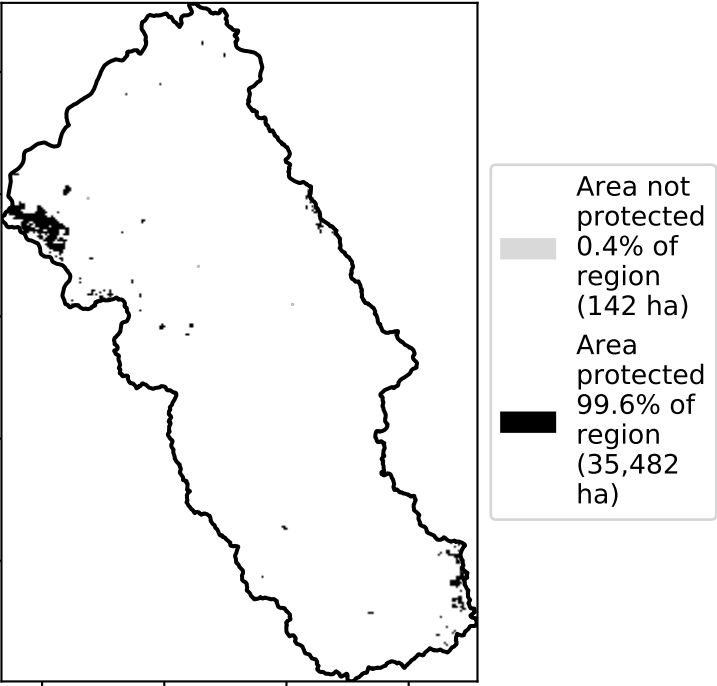 Area not
protected
0.4% of
region
(142 ha)
Area
protected
99.6% of
region
(35,482
ha)